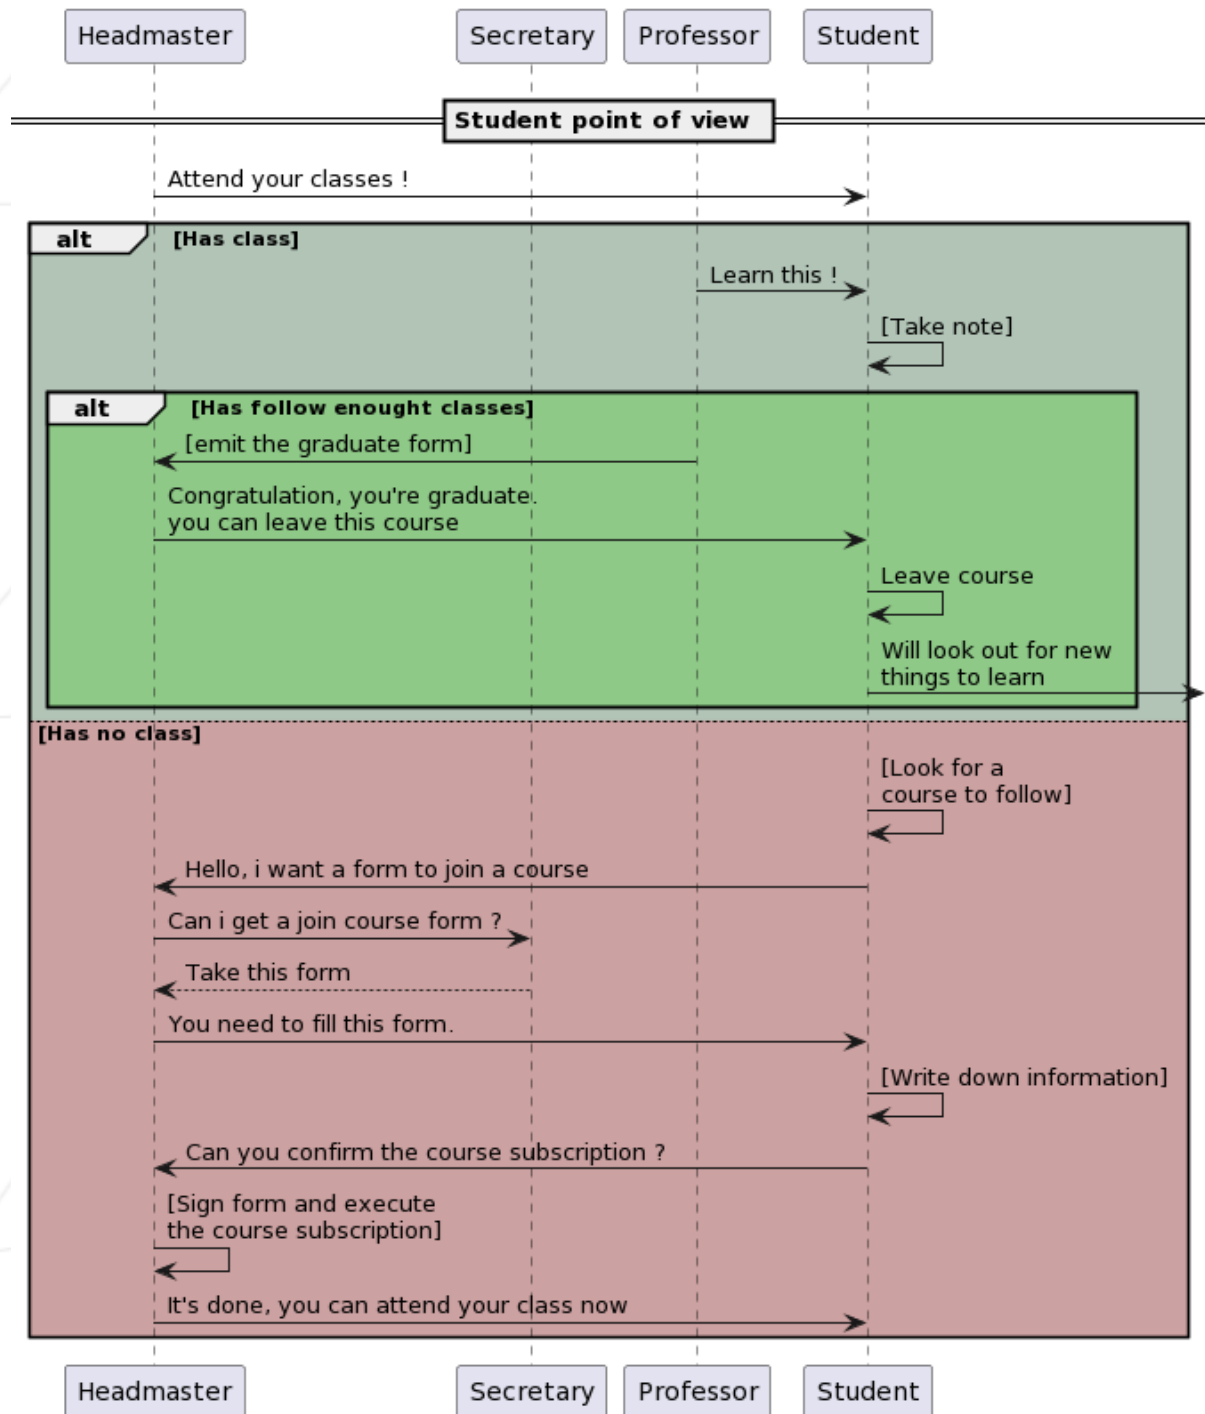 Headmaster Secretary Professor Student
Student point of view
Attend your classes !
alt [Has class]
Learn this !
[Take note]
alt [Has follow enought classes]
[emit the graduate form]
Congratulation, you're graduate.
you can leave this course
Leave course
Will look out for new
things to learn
[Has no class]
[Look for a
course to follow]
Hello, i want a form to join a course
Can i get a join course form ?
Take this form
You need to fill this form.
[Write down information]
Can you confirm the course subscription ?
[Sign form and execute
the course subscription]
It's done, you can attend your class now
Headmaster Secretary Professor Student